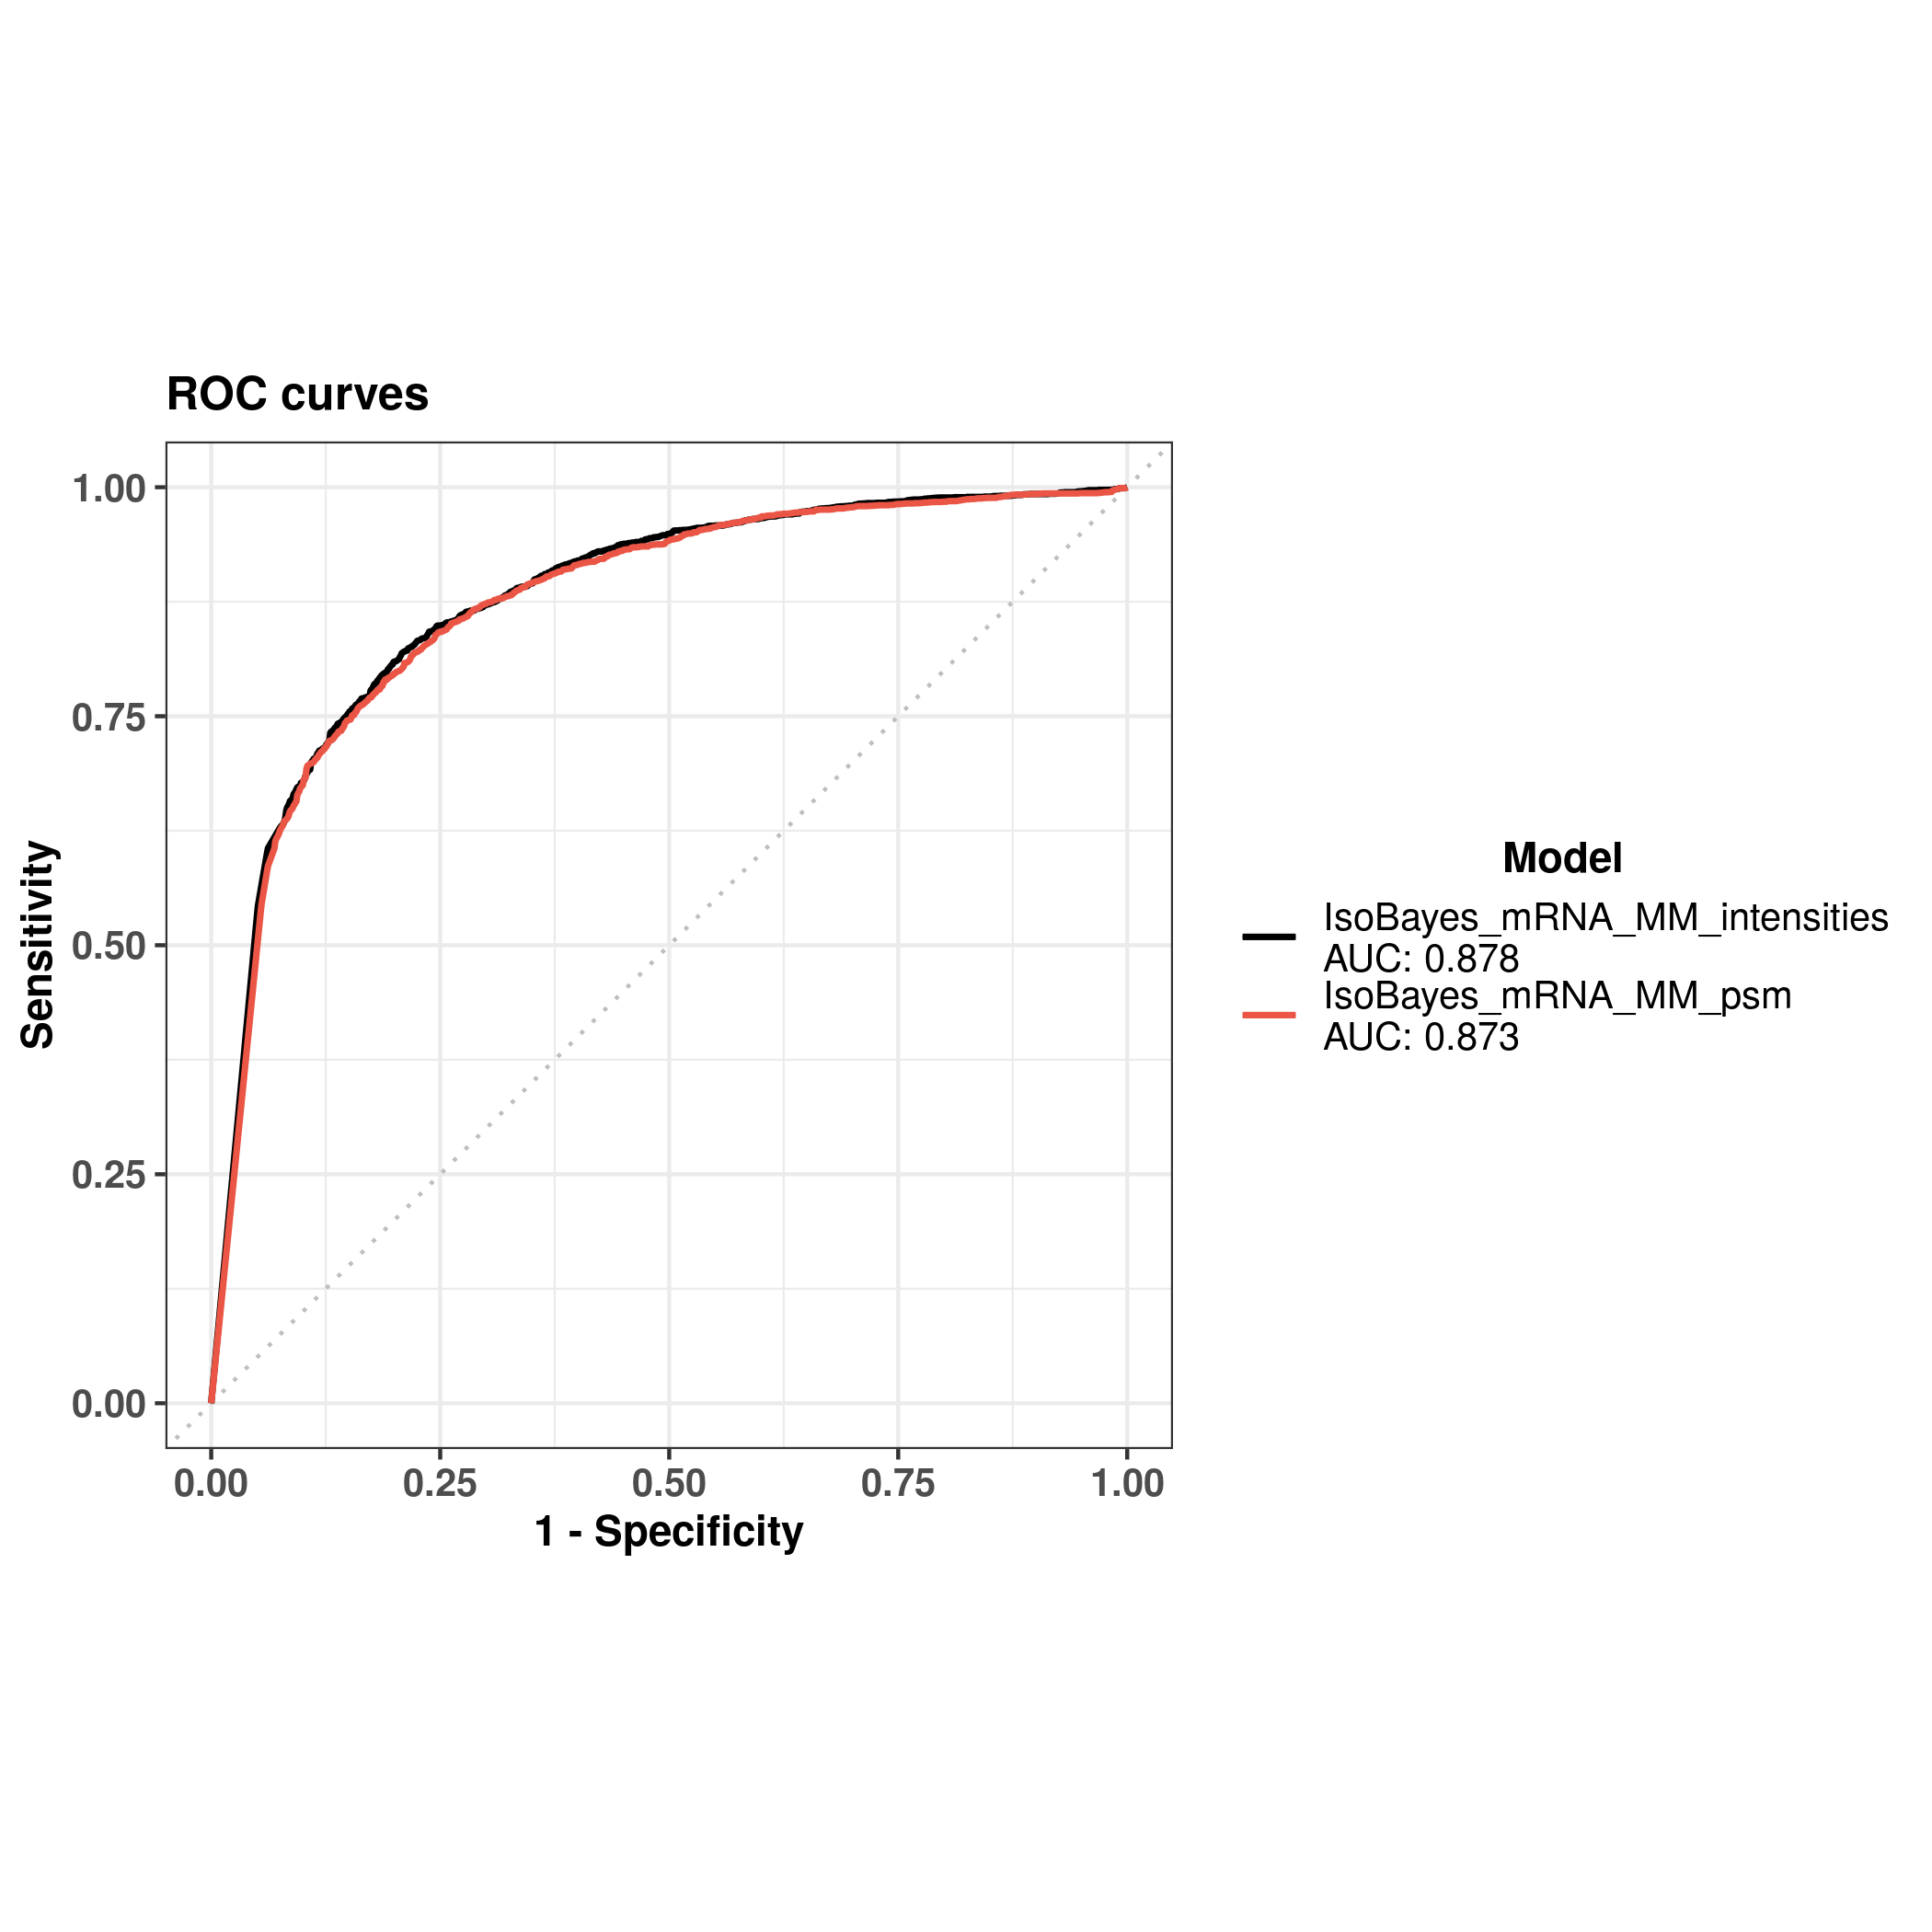 ROC curves
1.00
0.75
0.50
0.25
0.00
Sensitivity
0.00 0.25 0.50 0.75 1.00
1 - Specificity
Model
IsoBayes_mRNA_MM_intensities
AUC: 0.878
IsoBayes_mRNA_MM_psm
AUC: 0.873